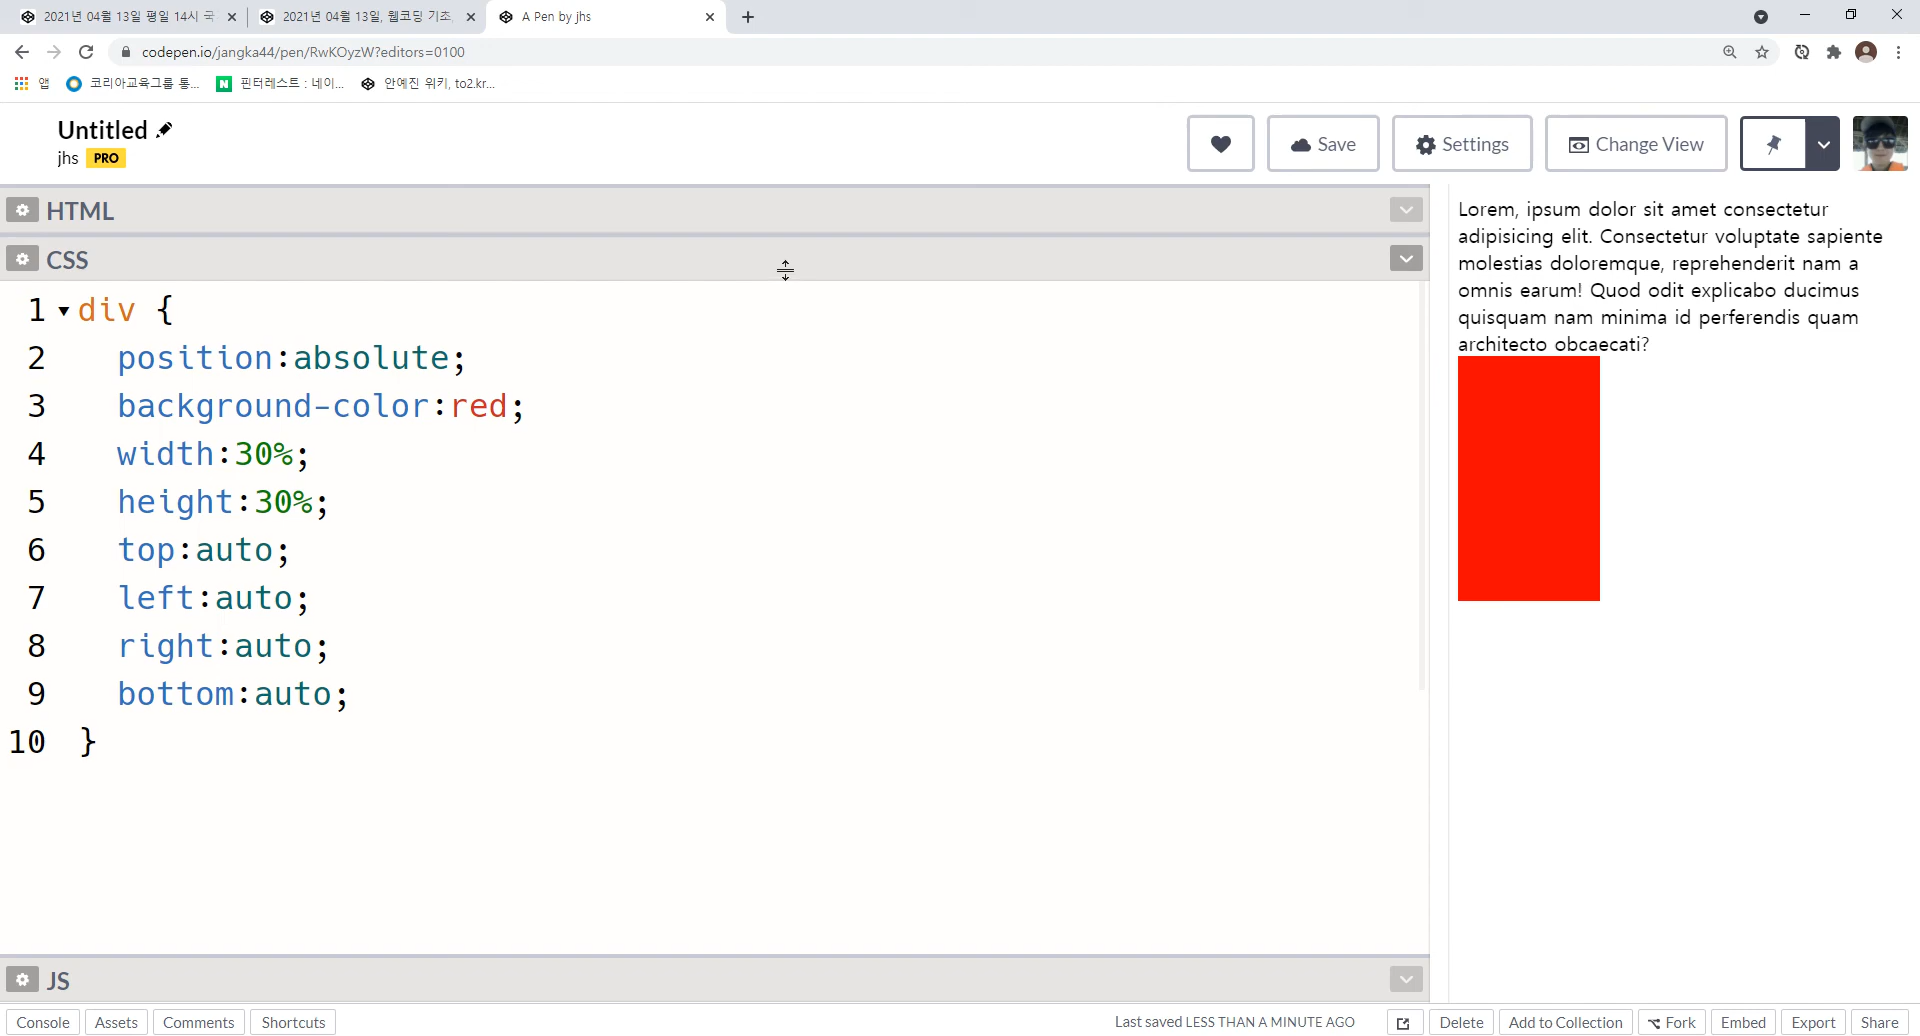 2021년 04월 13일 평일 14시 국
2021년 04월 13일, 웹코딩 기초,
A Pen by jhs
codepen.io/jangka44/pen/RwKOyzW?editors=0100
앱
코리아교육그룹 통...
N
핀터레스트 : 네이...
안예진 위키, to2.kr...
Untitled
jhs PRO
Save
Settings
Change View
HTML
CSS
1 div {
2 position:absolute;
3 background-color:red;
4 width:30%;
5 height:30%;
6 top:auto;
7 left:auto;
8 right:auto;
9 bottom:auto;
10 }
Lorem, ipsum dolor sit amet consectetur
adipisicing elit. Consectetur voluptate sapiente
molestias doloremque, reprehenderit nam a
omnis earum! Quod odit explicabo ducimus
quisquam nam minima id perferendis quam
architecto obcaecati?
JS
Console
Assets
Comments
Shortcuts
Last saved LESS THAN A MINUTE AGO
Delete
Add to Collection
Fork
Embed
Export
Share